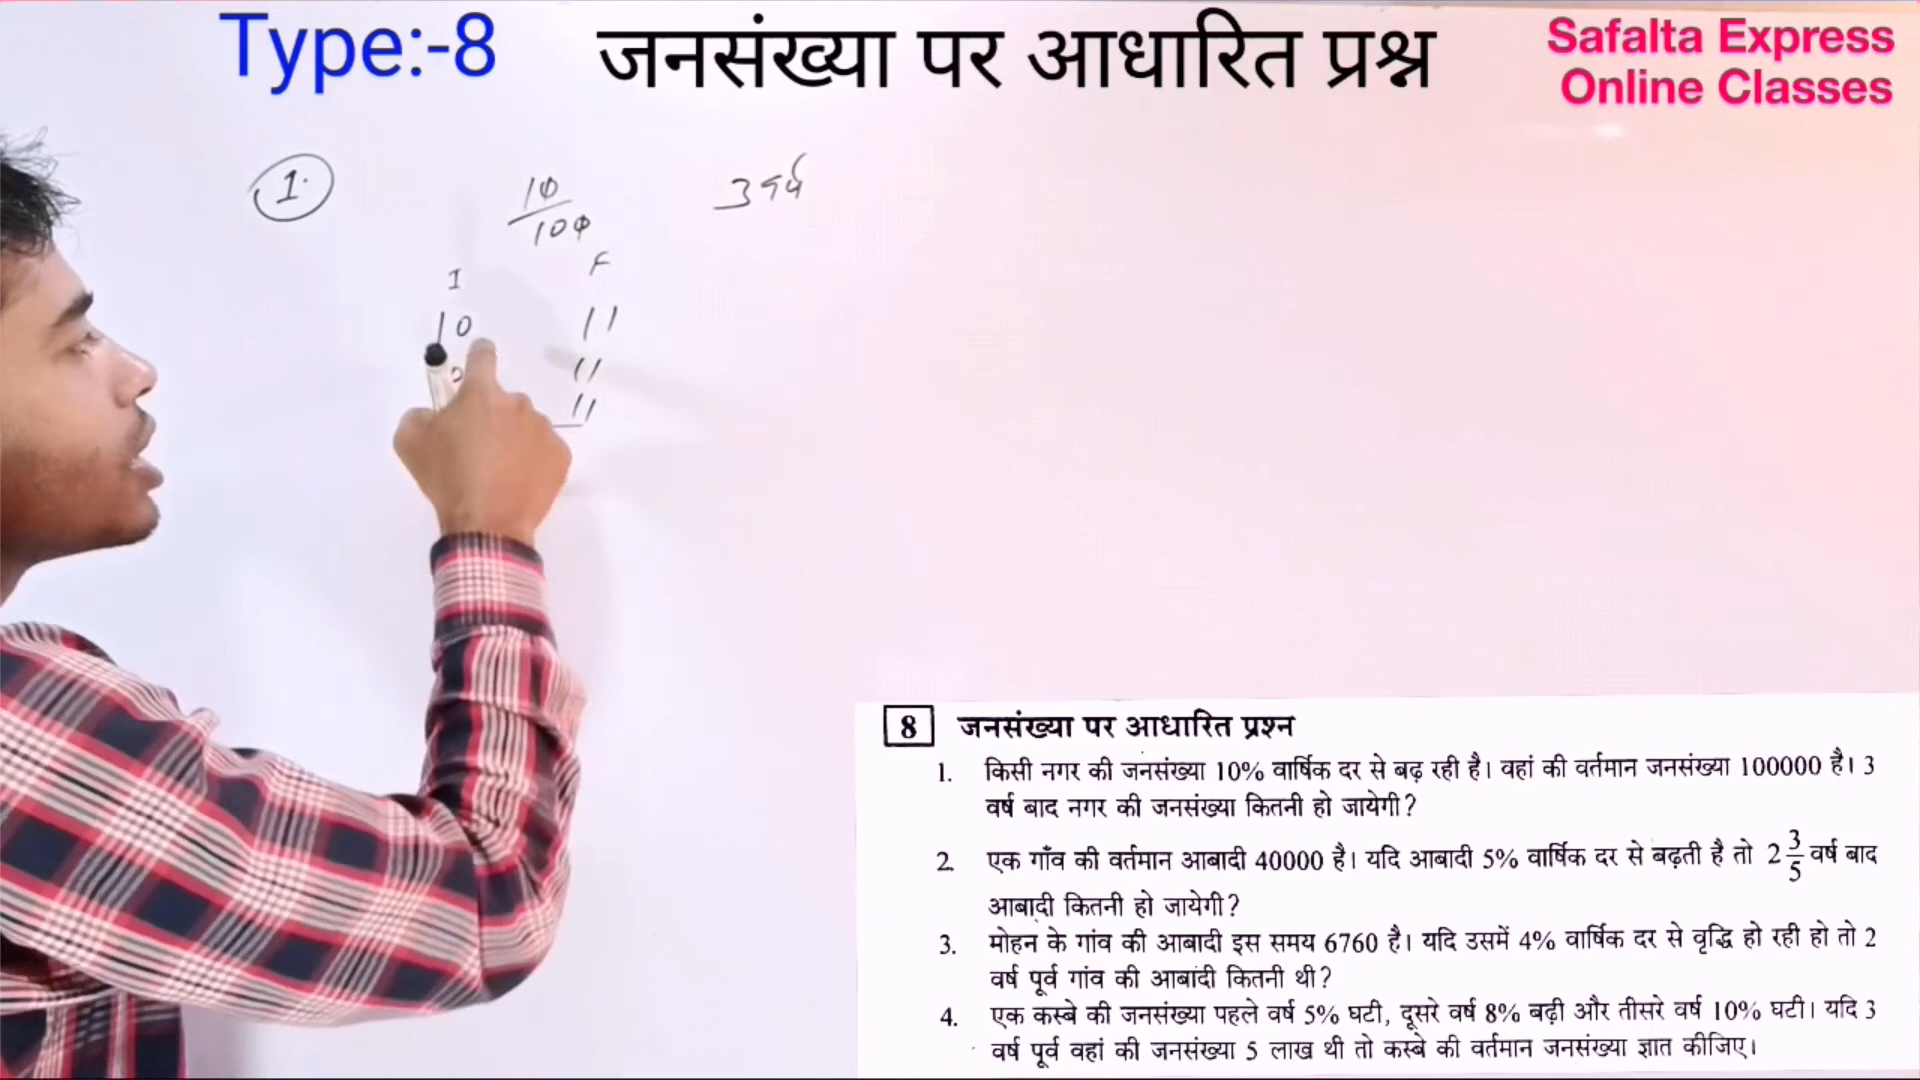 Type:-8 जनसंख्या पर आधारित प्रश्न
Safalta Express
Online Classes
1.
10
100
3 वर्ष
I F
10 11
11
11
8 जनसंख्या पर आधारित प्रश्न
1. किसी नगर की जनसंख्या 10% वार्षिक दर से बढ़ रही है। वहां की वर्तमान जनसंख्या 100000 है। 3
वर्ष बाद नगर की जनसंख्या कितनी हो जायेगी?
2. एक गाँव की वर्तमान आबादी 40000 है। यदि आबादी 5% वार्षिक दर से बढ़ती है तो 2 3/5 वर्ष बाद
आबादी कितनी हो जायेगी?
3. मोहन के गांव की आबादी इस समय 6760 है। यदि उसमें 4% वार्षिक दर से वृद्धि हो रही हो तो 2
वर्ष पूर्व गांव की आबादी कितनी थी?
4. एक कस्बे की जनसंख्या पहले वर्ष 5% घटी, दूसरे वर्ष 8% बढ़ी और तीसरे वर्ष 10% घटी। यदि 3
वर्ष पूर्व वहां की जनसंख्या 5 लाख थी तो कस्बे की वर्तमान जनसंख्या ज्ञात कीजिए।